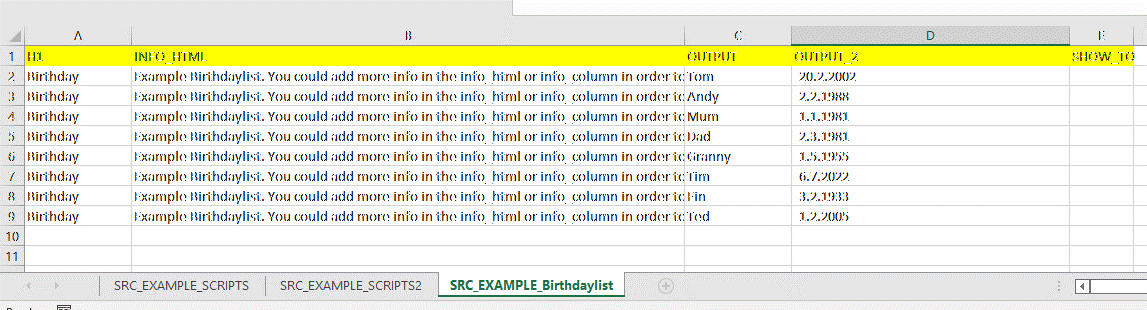 A B C D E
1 H1 INFO_HTML OUTPUT OUTPUT_2 SHOW_TO
2 Birthday Example Birthdaylist. You could add more info in the info_html or info_column in order to Tom 20.2.2002
3 Birthday Example Birthdaylist. You could add more info in the info_html or info_column in order to Andy 2.2.1988
4 Birthday Example Birthdaylist. You could add more info in the info_html or info_column in order to Mum 1.1.1981
5 Birthday Example Birthdaylist. You could add more info in the info_html or info_column in order to Dad 2.3.1981
6 Birthday Example Birthdaylist. You could add more info in the info_html or info_column in order to Granny 1.5.1955
7 Birthday Example Birthdaylist. You could add more info in the info_html or info_column in order to Tim 6.7.2022
8 Birthday Example Birthdaylist. You could add more info in the info_html or info_column in order to Fin 3.2.1933
9 Birthday Example Birthdaylist. You could add more info in the info_html or info_column in order to Ted 1.2.2005
10
11
SRC_EXAMPLE_SCRIPTS SRC_EXAMPLE_SCRIPTS2 SRC_EXAMPLE_Birthdaylist